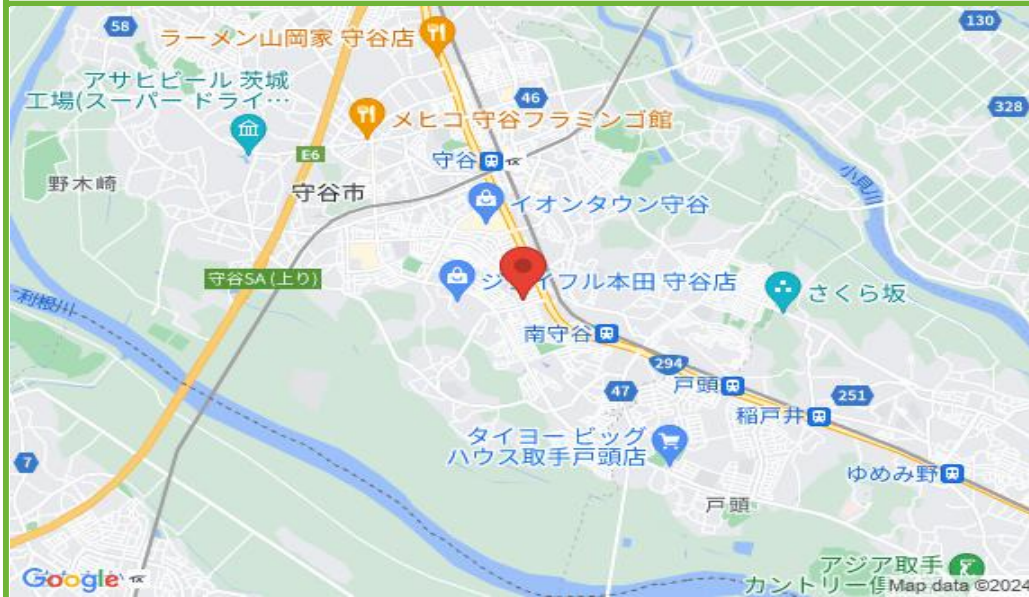 58
ラーメン山岡家 守谷店
130
アサヒビール 茨城
工場(スーパー ドライ…
46
328
メヒコ 守谷フラミンゴ館
E6
守谷
野木崎
守谷市
小貝川
イオンタウン守谷
守谷SA(上り)
ジョイフル本田 守谷店
さくら坂
利根川
南守谷
294
戸頭
47
251
稲戸井
タイヨー ビッグ
ハウス取手戸頭店
7
ゆめみ野
戸頭
アジア取手
カントリー倶
Google
Map data ©2024